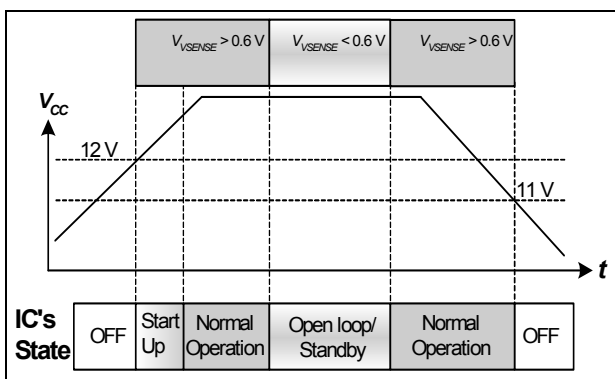 V_VSENSE > 0.6 V V_VSENSE < 0.6 V V_VSENSE > 0.6 V
V_CC
12 V
11 V
t
IC's State
OFF
Start Up
Normal Operation
Open loop/ Standby
Normal Operation
OFF